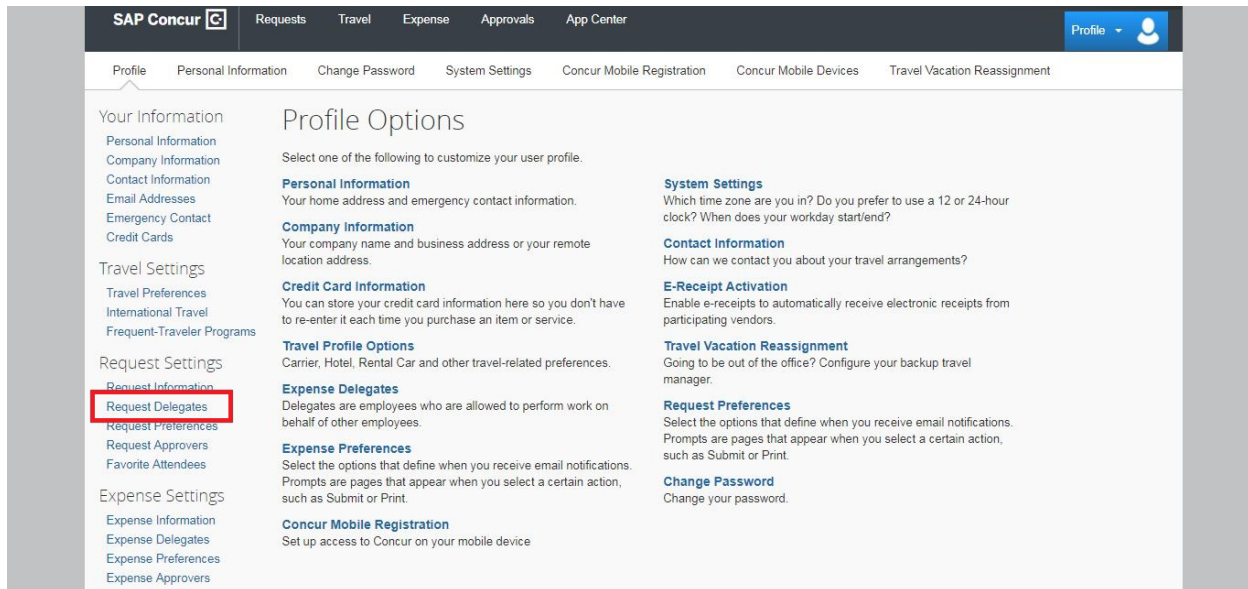 SAP Concur C Requests Travel Expense Approvals App Center
Profile
Profile Personal Information Change Password System Settings Concur Mobile Registration Concur Mobile Devices Travel Vacation Reassignment
Your Information
Personal Information
Company Information
Contact Information
Email Addresses
Emergency Contact
Credit Cards
Travel Settings
Travel Preferences
International Travel
Frequent-Traveler Programs
Request Settings
Request Information
Request Delegates
Request Preferences
Request Approvers
Favorite Attendees
Expense Settings
Expense Information
Expense Delegates
Expense Preferences
Expense Approvers
Profile Options
Select one of the following to customize your user profile.
Personal Information
Your home address and emergency contact information.
Company Information
Your company name and business address or your remote
location address.
Credit Card Information
You can store your credit card information here so you don't have
to re-enter it each time you purchase an item or service.
Travel Profile Options
Carrier, Hotel, Rental Car and other travel-related preferences.
Expense Delegates
Delegates are employees who are allowed to perform work on
behalf of other employees.
Expense Preferences
Select the options that define when you receive email notifications.
Prompts are pages that appear when you select a certain action,
such as Submit or Print.
Concur Mobile Registration
Set up access to Concur on your mobile device
System Settings
Which time zone are you in? Do you prefer to use a 12 or 24-hour
clock? When does your workday start/end?
Contact Information
How can we contact you about your travel arrangements?
E-Receipt Activation
Enable e-receipts to automatically receive electronic receipts from
participating vendors.
Travel Vacation Reassignment
Going to be out of the office? Configure your backup travel
manager.
Request Preferences
Select the options that define when you receive email notifications.
Prompts are pages that appear when you select a certain action,
such as Submit or Print.
Change Password
Change your password.